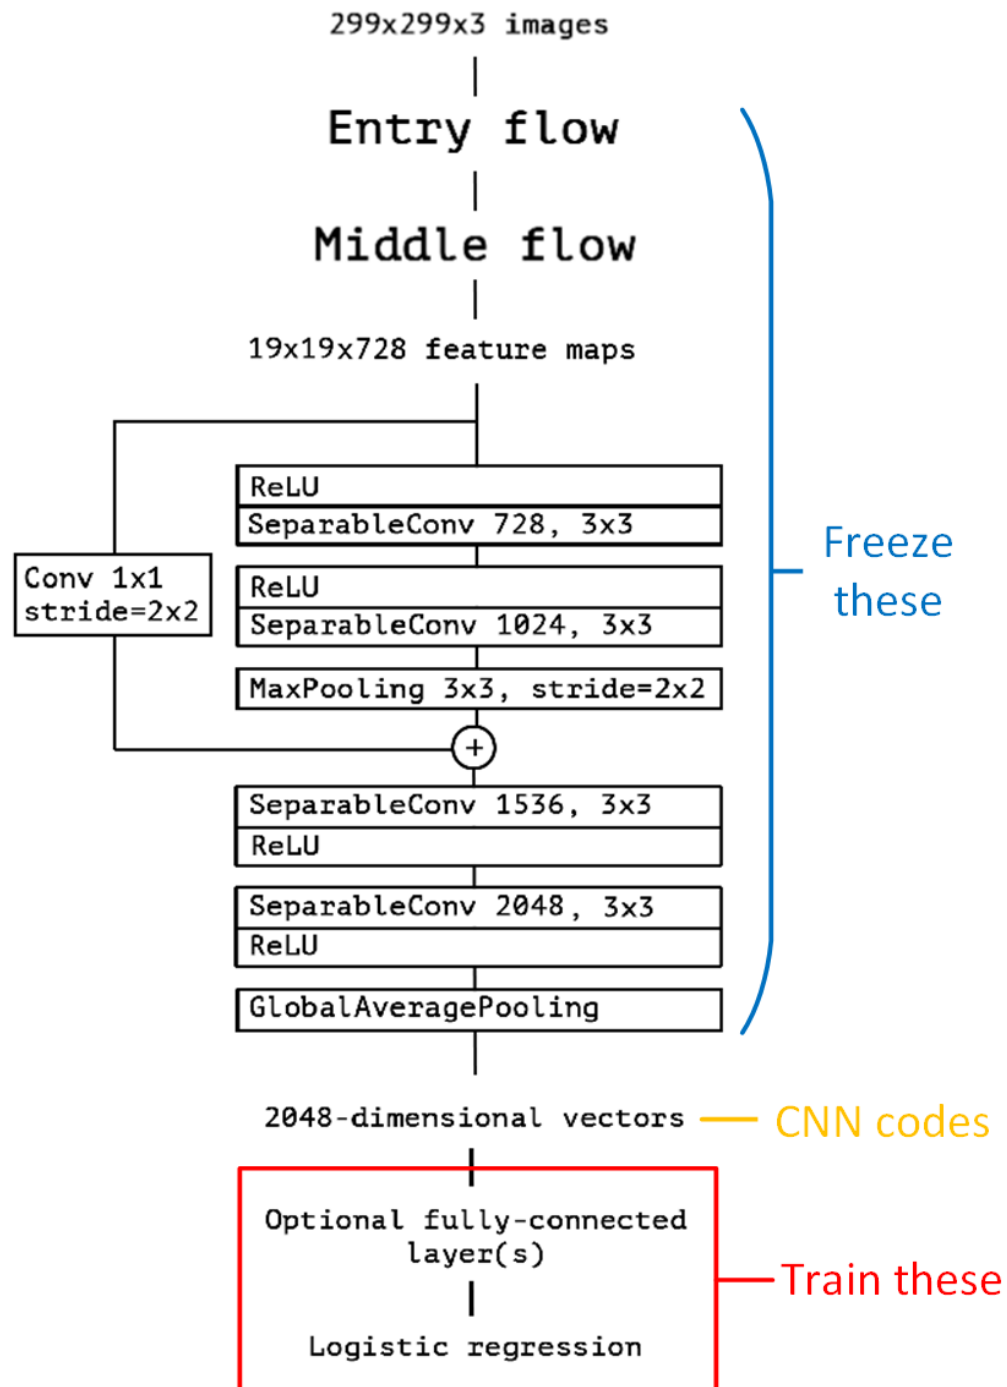 299x299x3 images
Entry flow
Middle flow
19x19x728 feature maps
ReLU
SeparableConv 728, 3x3
Conv 1x1
stride=2x2
ReLU
SeparableConv 1024, 3x3
MaxPooling 3x3, stride=2x2
+
SeparableConv 1536, 3x3
ReLU
SeparableConv 2048, 3x3
ReLU
GlobalAveragePooling
Freeze
these
2048-dimensional vectors
CNN codes
Optional fully-connected
layer(s)
Logistic regression
Train these